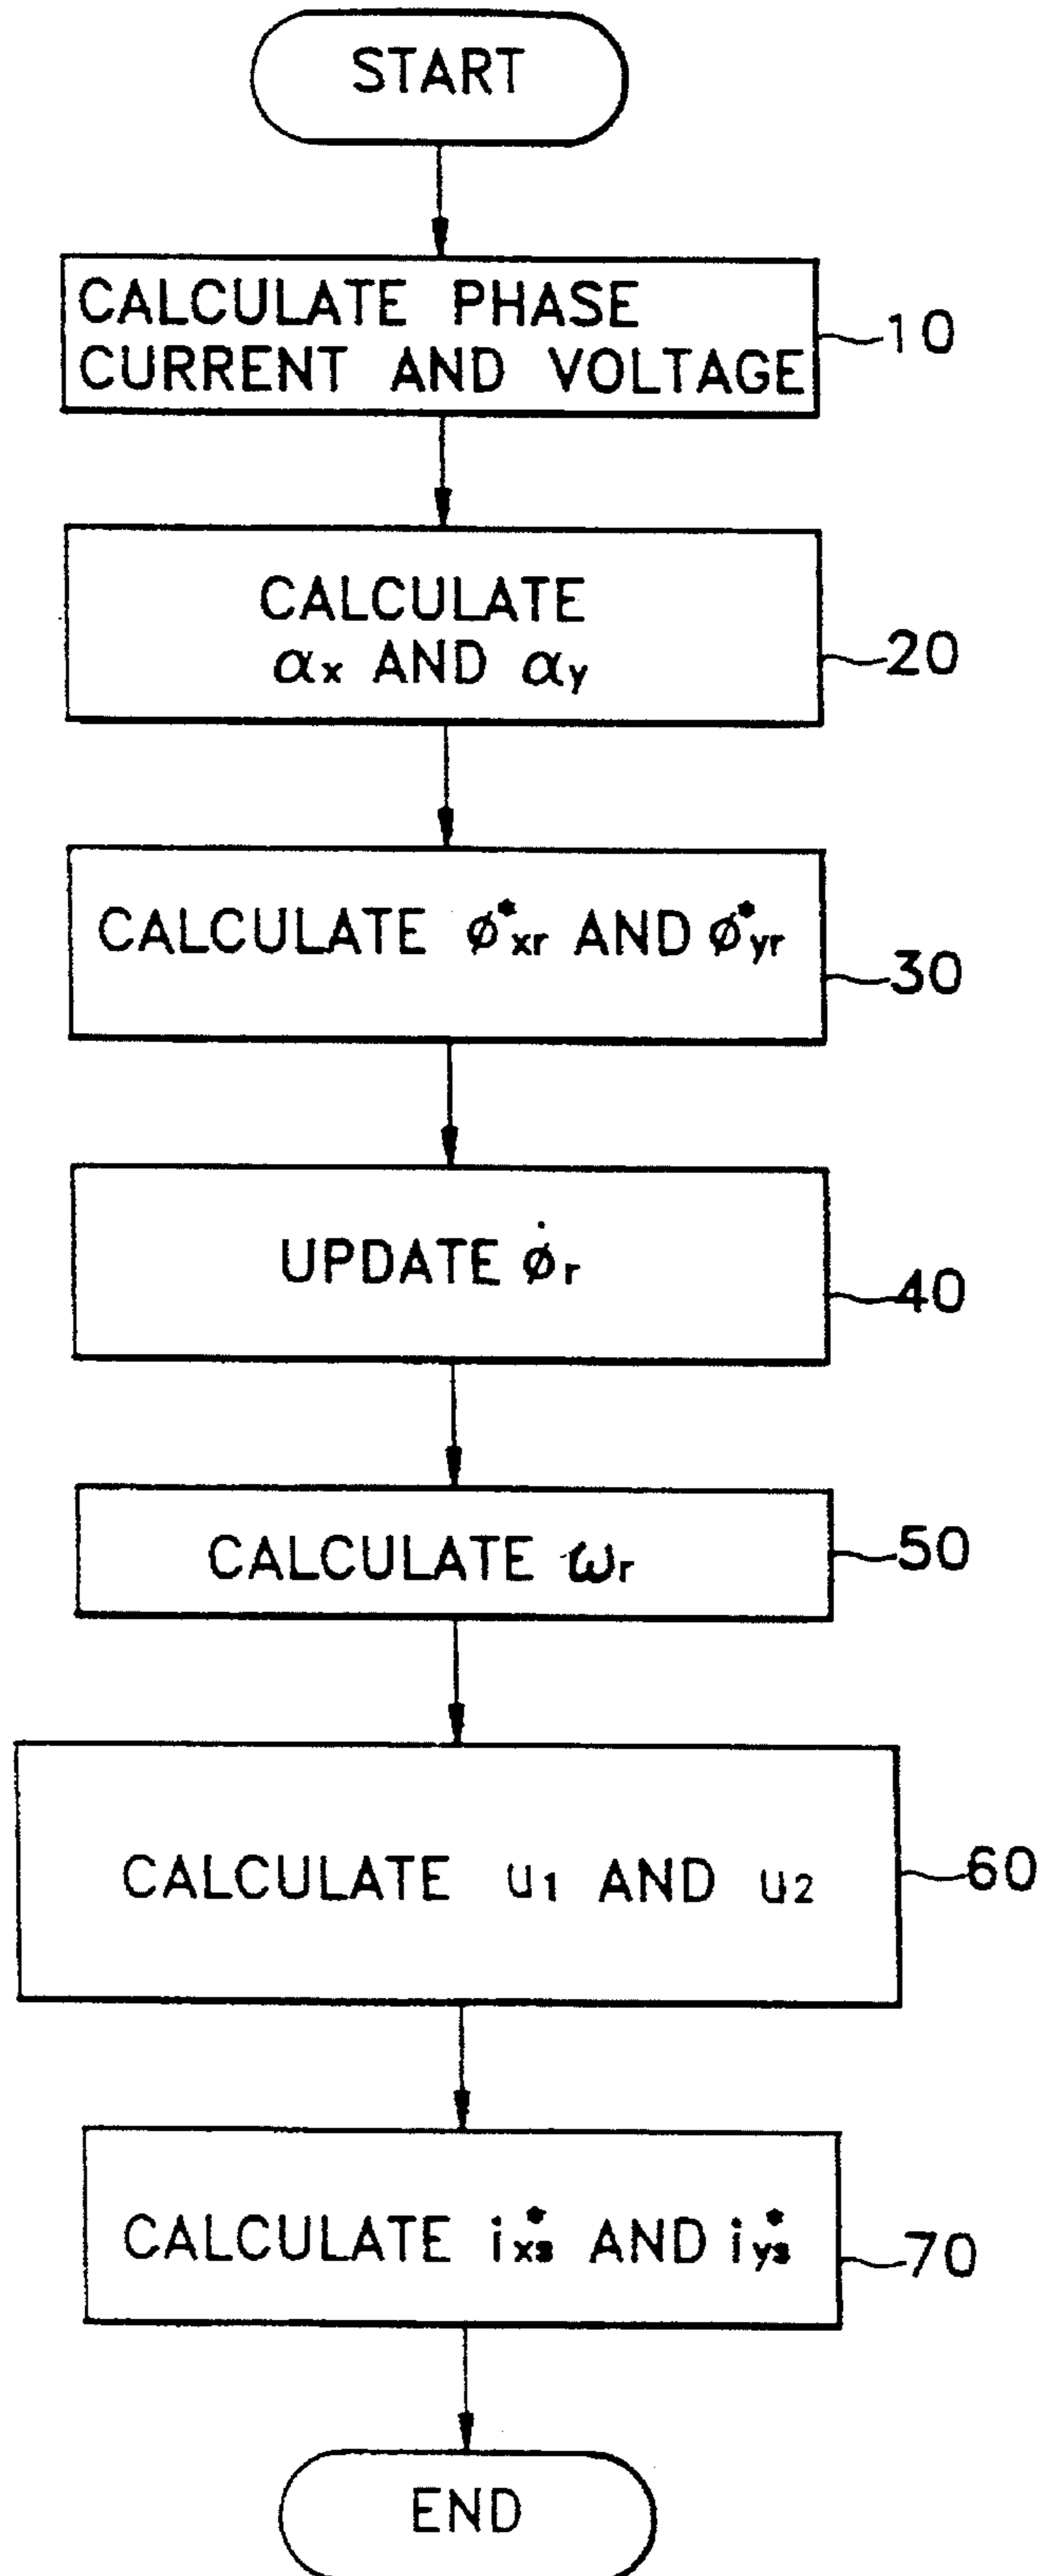 START
CALCULATE PHASE
CURRENT AND VOLTAGE
10
CALCULATE
αx AND αy
20
CALCULATE ϕ*xr AND ϕ*yr
30
UPDATE ϕ̇r
40
CALCULATE ωr
50
CALCULATE u1 AND u2
60
CALCULATE i*xs AND i*ys
70
END